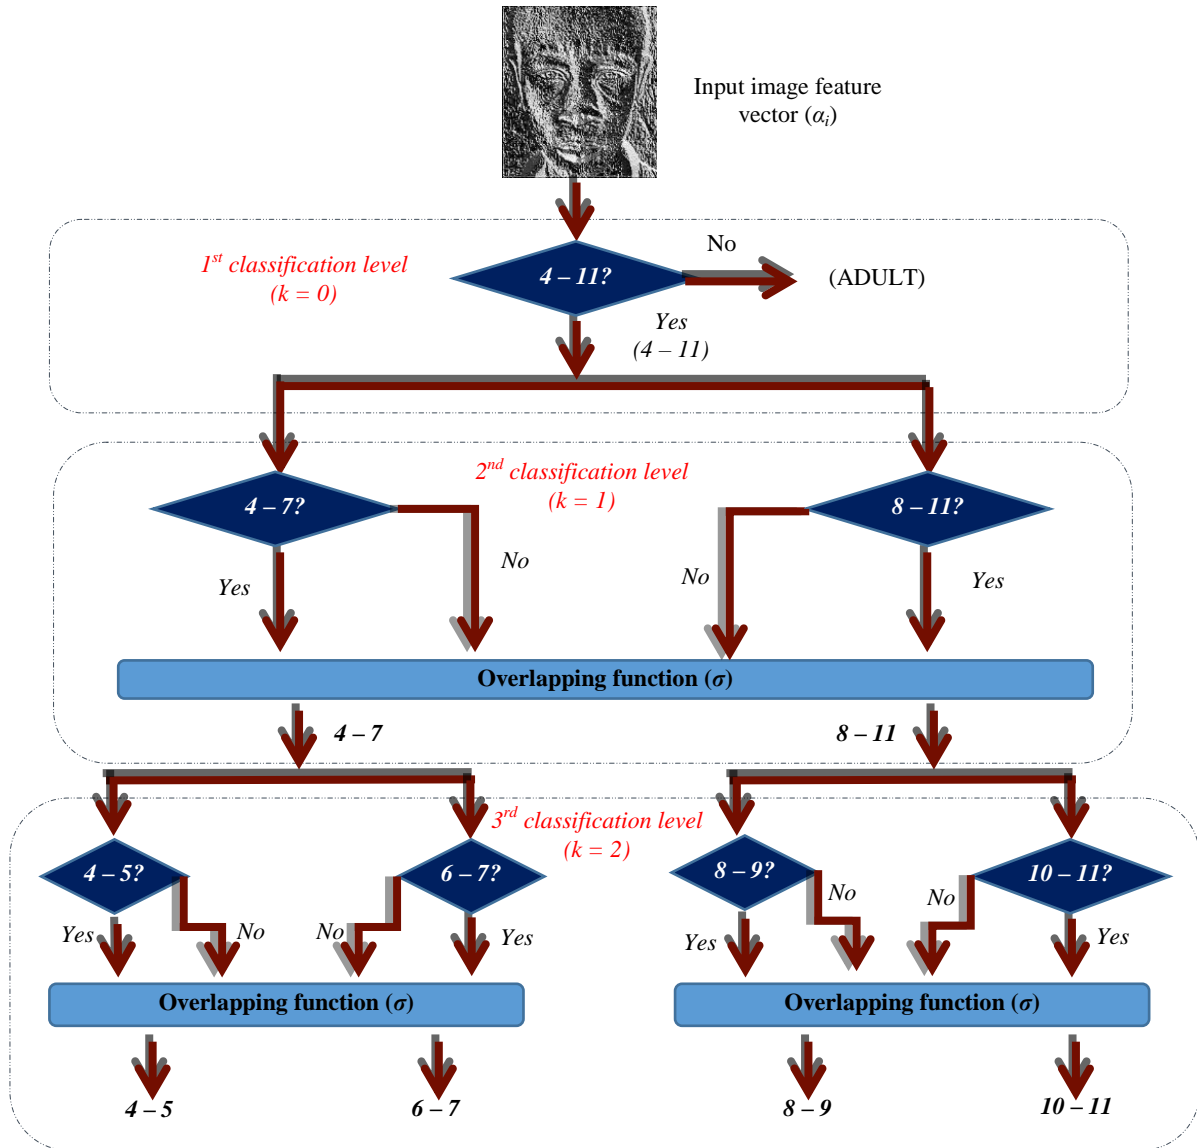 Input image feature
vector (αi)
1st classification level
(k = 0)
4 – 11?
No
(ADULT)
Yes
(4 – 11)
2nd classification level
(k = 1)
4 – 7?
8 – 11?
Yes
No
No
Yes
Overlapping function (σ)
4 – 7
8 – 11
3rd classification level
(k = 2)
4 – 5?
6 – 7?
8 – 9?
10 – 11?
Yes
No
No
Yes
Yes
No
No
Yes
Overlapping function (σ)
Overlapping function (σ)
4 – 5
6 – 7
8 – 9
10 – 11